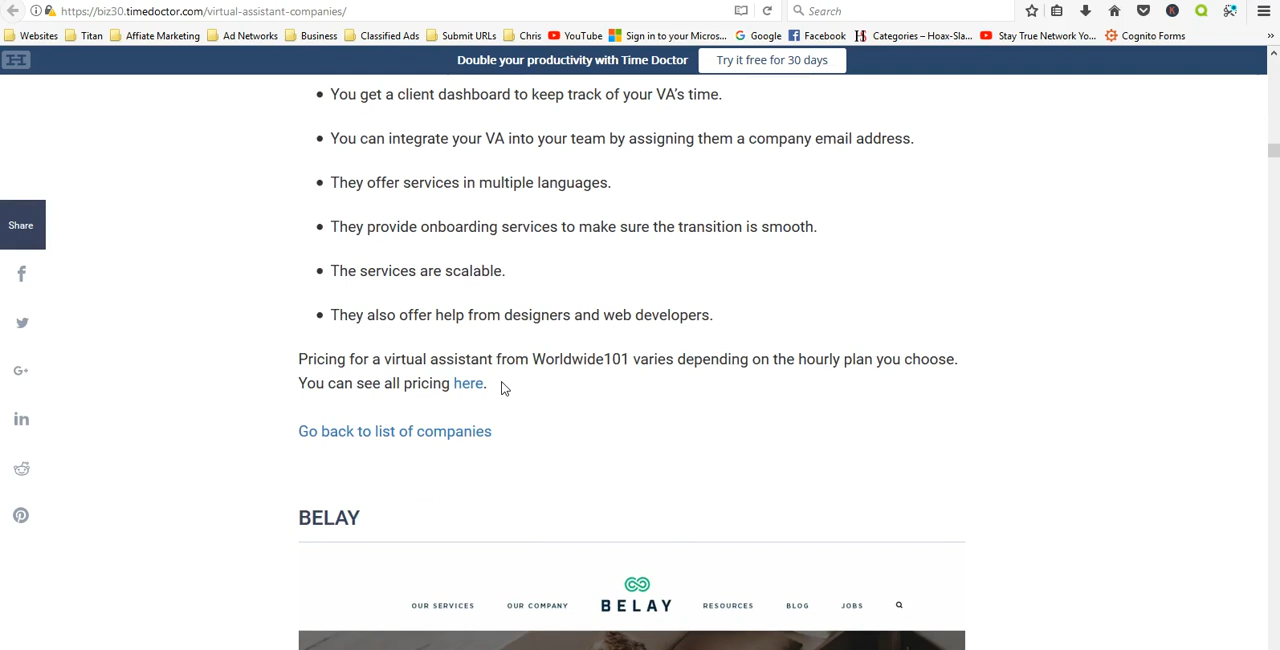 https://biz30.timedoctor.com/virtual-assistant-companies/
Search
Websites Titan Affiate Marketing Ad Networks Business Classified Ads Submit URLs Chris YouTube Sign in to your Micros... Google Facebook Categories – Hoax-Sla... Stay True Network Yo... Cognito Forms »
Double your productivity with Time Doctor Try it free for 30 days
• You get a client dashboard to keep track of your VA's time.
• You can integrate your VA into your team by assigning them a company email address.
• They offer services in multiple languages.
Share
• They provide onboarding services to make sure the transition is smooth.
• The services are scalable.
• They also offer help from designers and web developers.
Pricing for a virtual assistant from Worldwide101 varies depending on the hourly plan you choose.
You can see all pricing here.
Go back to list of companies
BELAY
OUR SERVICES OUR COMPANY BELAY RESOURCES BLOG JOBS